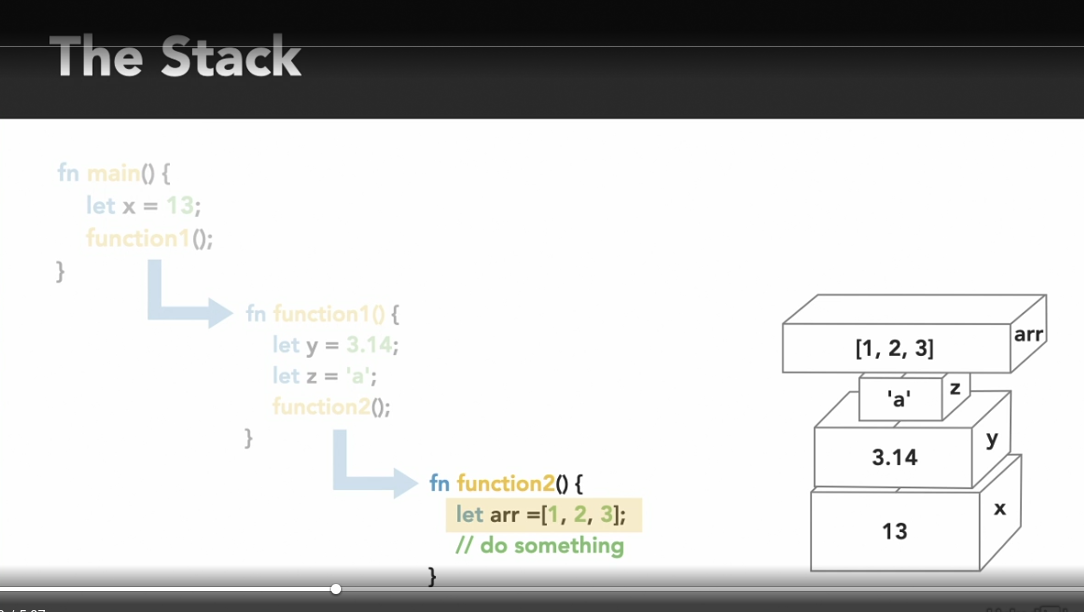 The Stack
fn main() {
let x = 13;
function1();
}
fn function1() {
let y = 3.14;
let z = 'a';
function2();
}
fn function2() {
let arr =[1, 2, 3];
// do something
}
[1, 2, 3]
arr
'a'
z
3.14
y
13
x